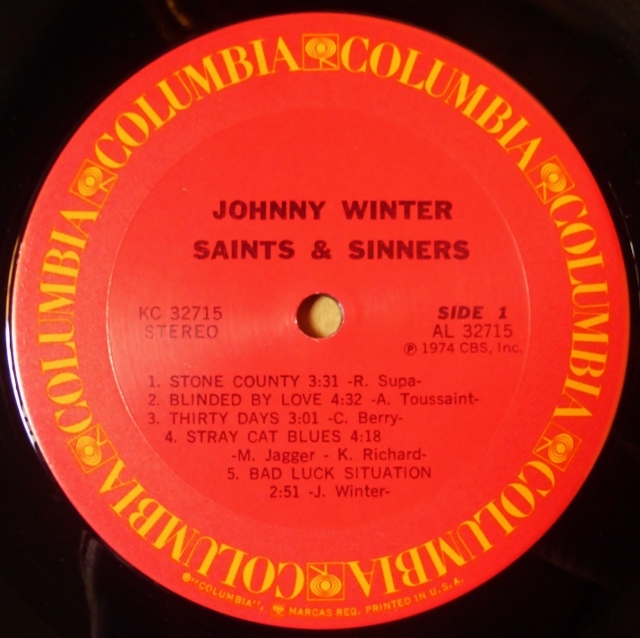 COLUMBIA COLUMBIA COLUMBIA COLUMBIA COLUMBIA COLUMBIA COLUMBIA
JOHNNY WINTER
SAINTS & SINNERS
KC 32715
STEREO
SIDE 1
AL 32715
℗ 1974 CBS, Inc.
1. STONE COUNTY 3:31 -R. Supa-
2. BLINDED BY LOVE 4:32 -A. Toussaint-
3. THIRTY DAYS 3:01 -C. Berry-
4. STRAY CAT BLUES 4:18
-M. Jagger - K. Richard-
5. BAD LUCK SITUATION
2:51 -J. Winter-
®"COLUMBIA", MARCAS REG. PRINTED IN U.S.A.